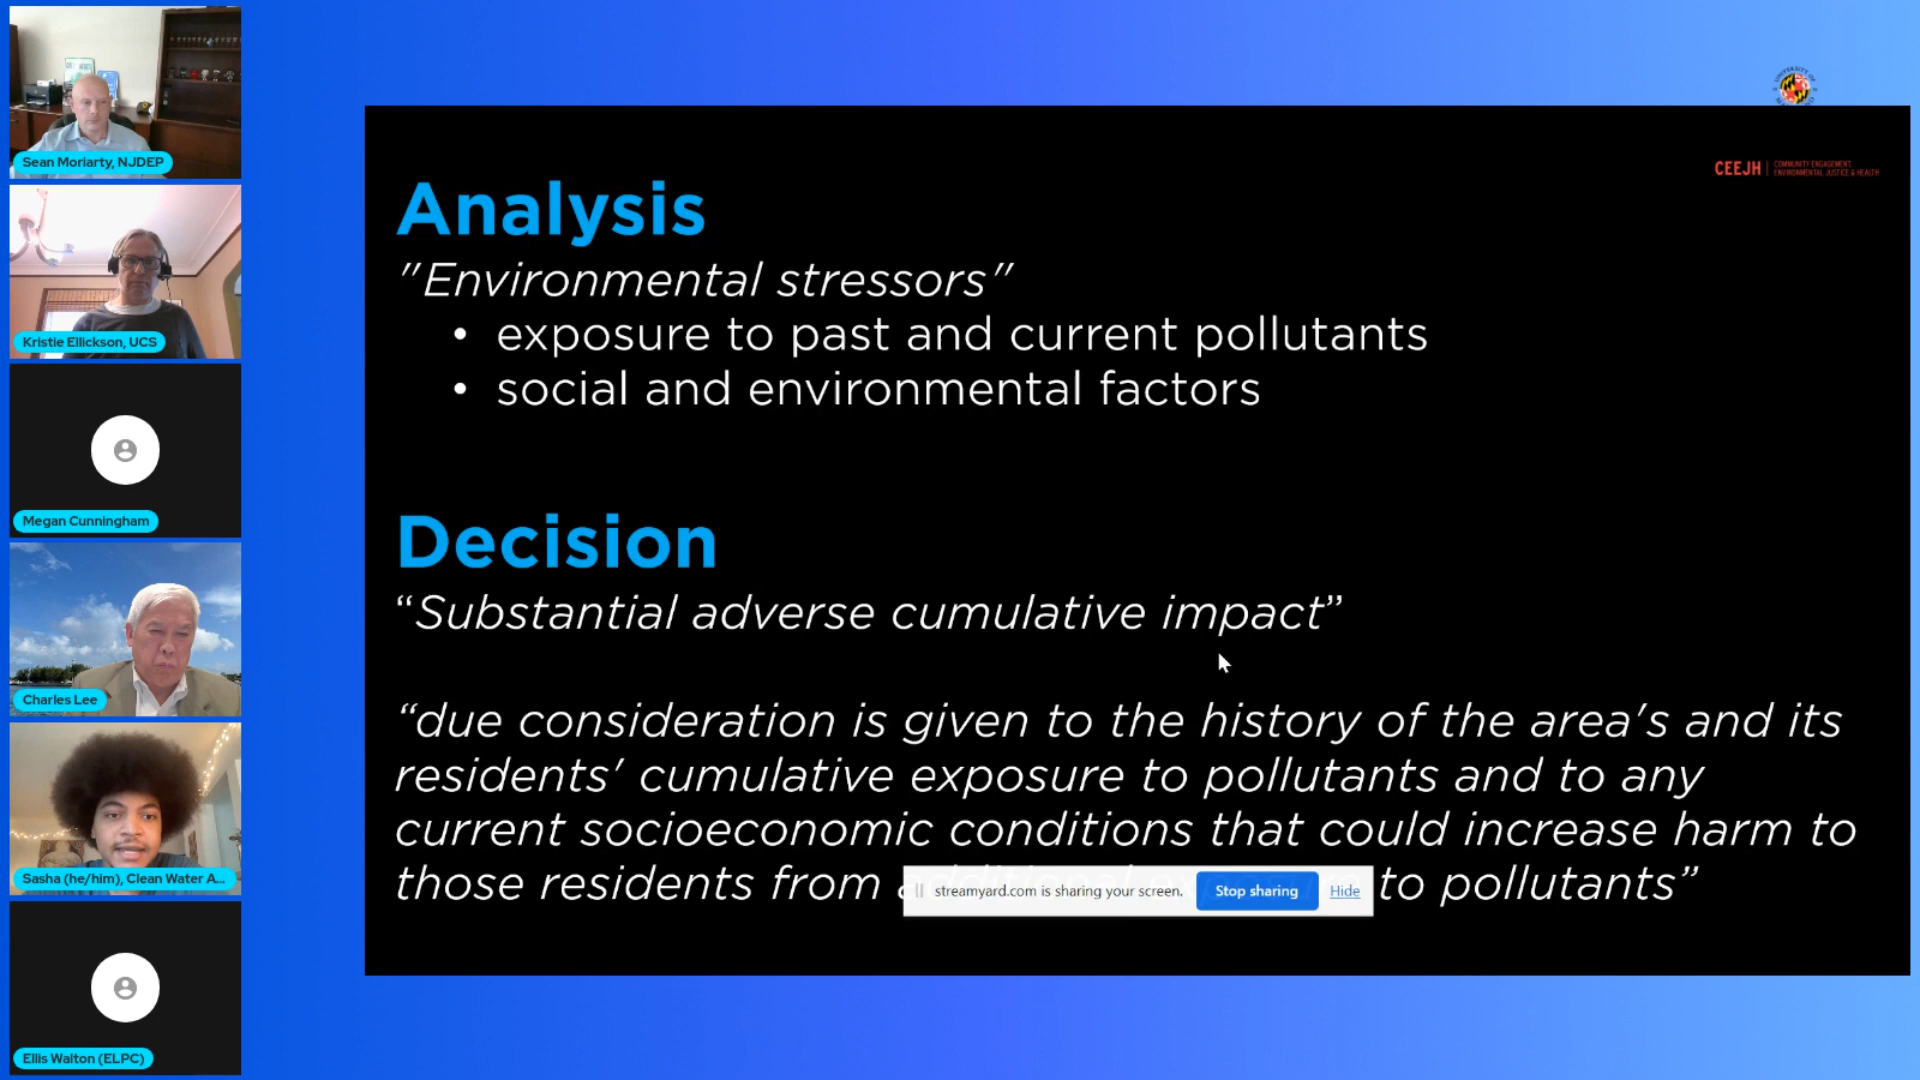 Sean Moriarty, NJDEP
Kristie Ellickson, UCS
Megan Cunningham
Charles Lee
Sasha (he/him), Clean Water A...
Ellis Walton (ELPC)
UNIVERSITY OF
CEEJH | COMMUNITY ENGAGEMENT,
ENVIRONMENTAL JUSTICE & HEALTH
Analysis
"Environmental stressors"
• exposure to past and current pollutants
• social and environmental factors
Decision
“Substantial adverse cumulative impact”
“due consideration is given to the history of the area's and its
residents' cumulative exposure to pollutants and to any
current socioeconomic conditions that could increase harm to
those residents from to pollutants”
streamyard.com is sharing your screen. Stop sharing Hide